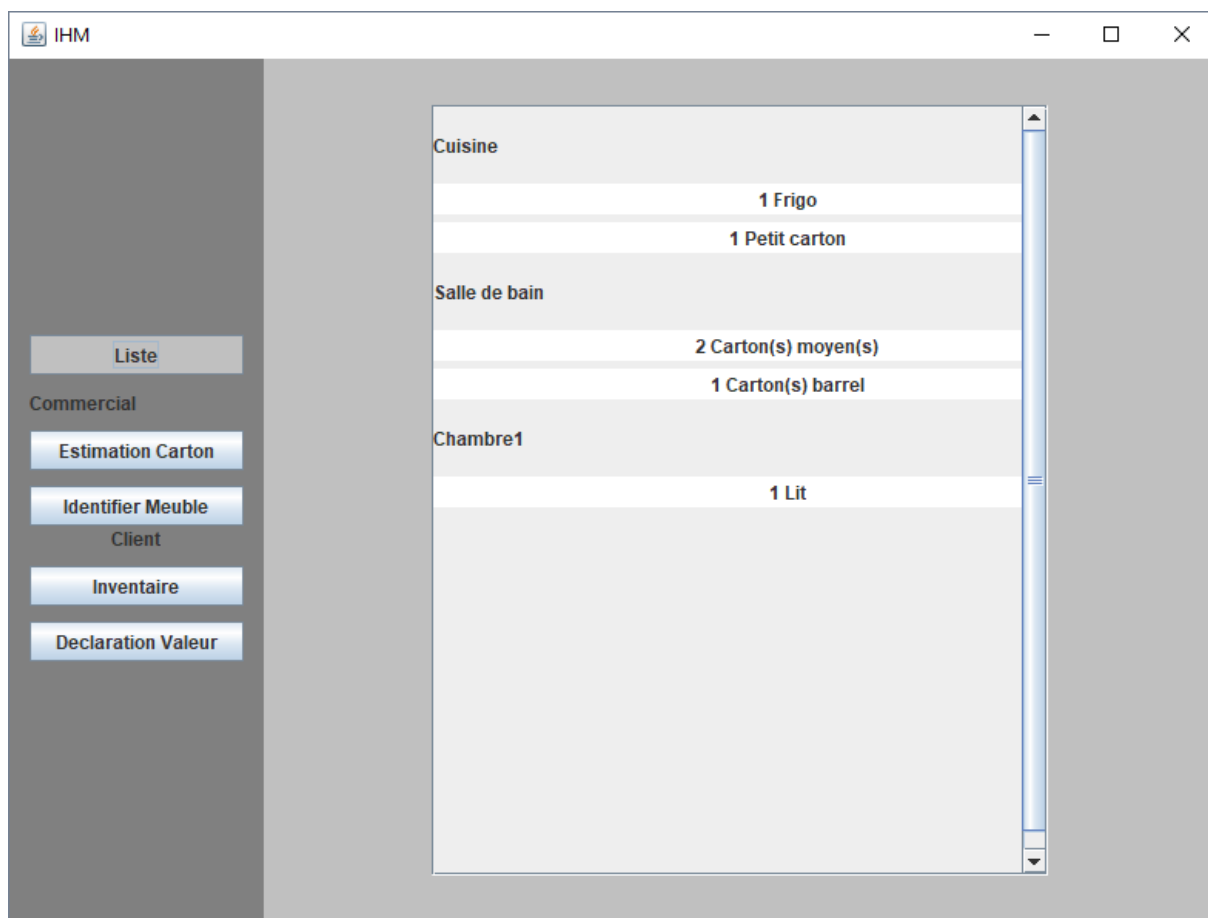 IHM
Liste
Commercial
Estimation Carton
Identifier Meuble
Client
Inventaire
Declaration Valeur
Cuisine
1 Frigo
1 Petit carton
Salle de bain
2 Carton(s) moyen(s)
1 Carton(s) barrel
Chambre1
1 Lit